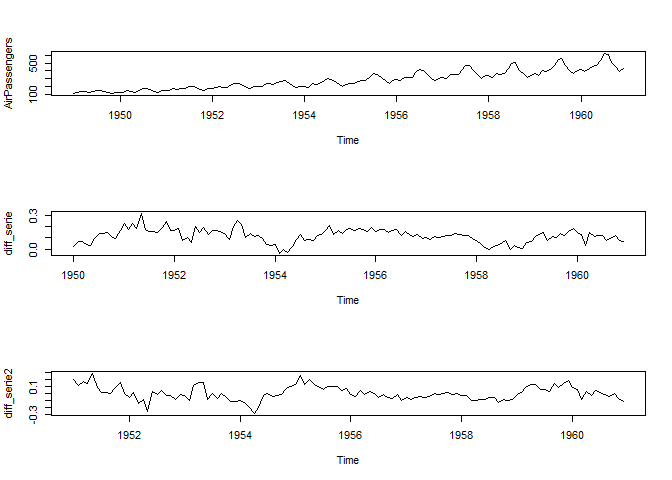 AirPassengers
500
100
1950 1952 1954 1956 1958 1960
Time
diff_serie
0.3
0.0
1950 1952 1954 1956 1958 1960
Time
diff_serie2
0.1
-0.3
1952 1954 1956 1958 1960
Time